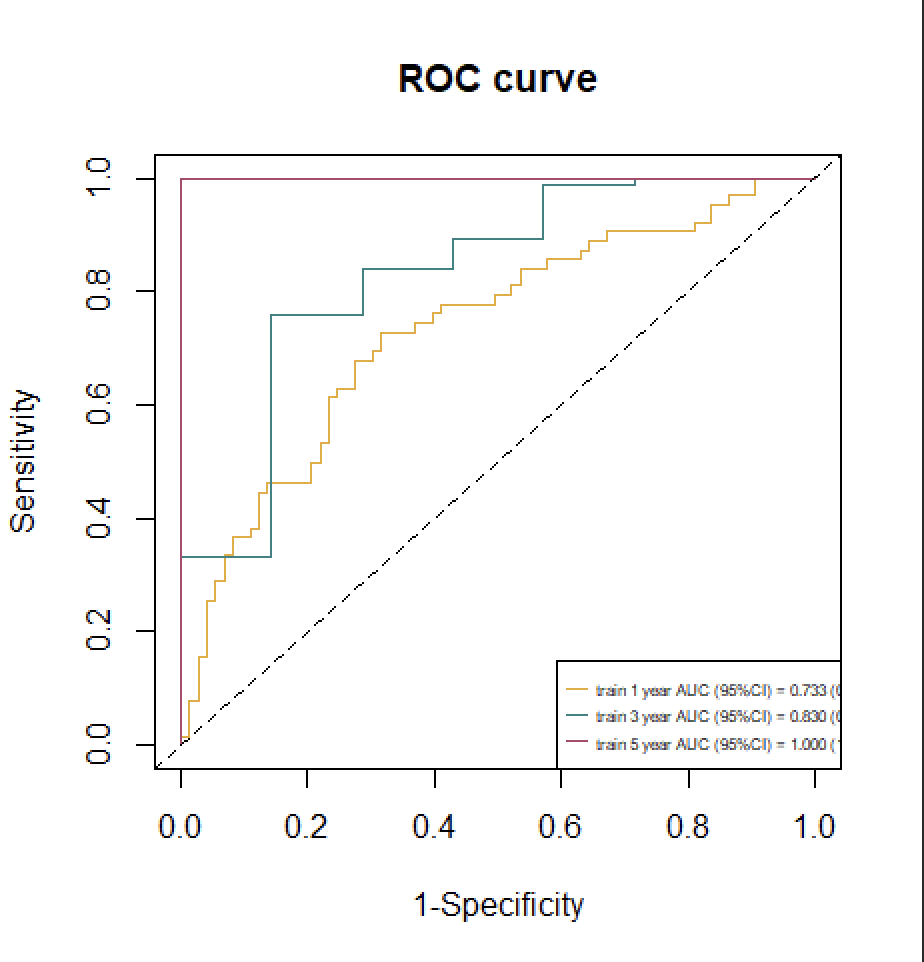 ROC curve
Sensitivity
1.0
0.8
0.6
0.4
0.2
0.0
train 1 year AUC (95%CI) = 0.733 (
train 3 year AUC (95%CI) = 0.830 (
train 5 year AUC (95%CI) = 1.000 (
0.0 0.2 0.4 0.6 0.8 1.0
1-Specificity